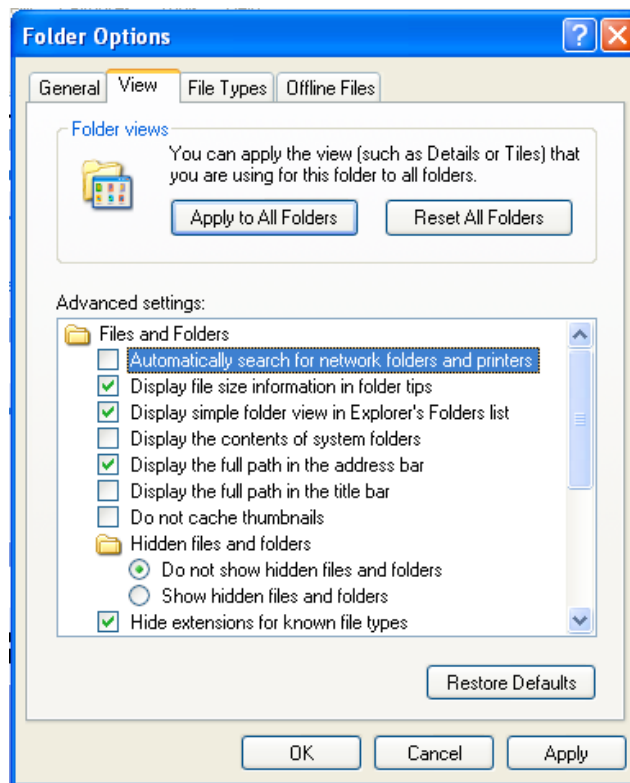 Folder Options
General View File Types Offline Files
Folder views
You can apply the view (such as Details or Tiles) that
you are using for this folder to all folders.
Apply to All Folders Reset All Folders
Advanced settings:
Files and Folders
Automatically search for network folders and printers
Display file size information in folder tips
Display simple folder view in Explorer's Folders list
Display the contents of system folders
Display the full path in the address bar
Display the full path in the title bar
Do not cache thumbnails
Hidden files and folders
Do not show hidden files and folders
Show hidden files and folders
Hide extensions for known file types
Restore Defaults
OK Cancel Apply